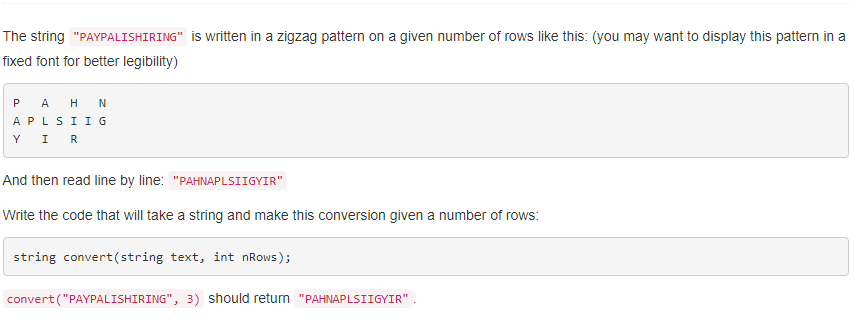 The string "PAYPALISHIRING" is written in a zigzag pattern on a given number of rows like this: (you may want to display this pattern in a
fixed font for better legibility)
P   A   H   N
A P L S I I G
Y   I   R
And then read line by line: "PAHNAPLSIIGYIR"
Write the code that will take a string and make this conversion given a number of rows:
string convert(string text, int nRows);
convert("PAYPALISHIRING", 3) should return "PAHNAPLSIIGYIR".